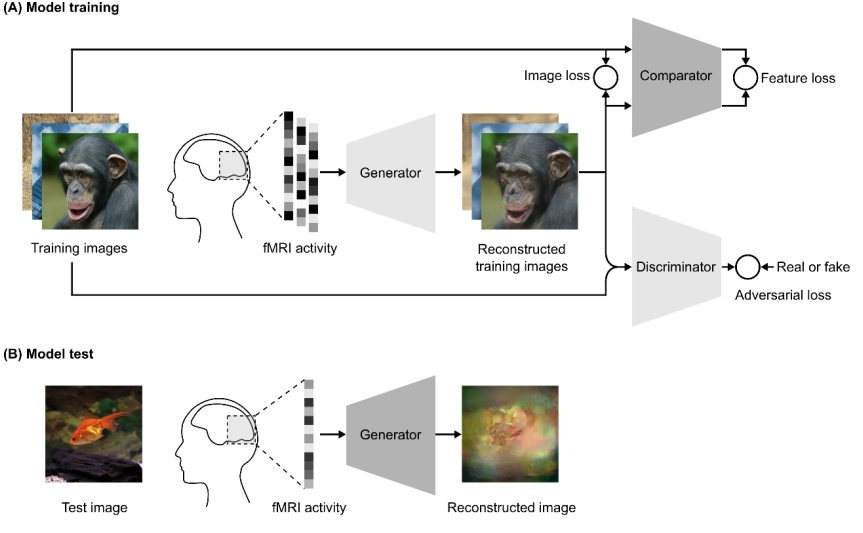 (A) Model training
Image loss
Comparator
Feature loss
Generator
Training images
fMRI activity
Reconstructed
training images
Discriminator
Real or fake
Adversarial loss
(B) Model test
Generator
Test image
fMRI activity
Reconstructed image